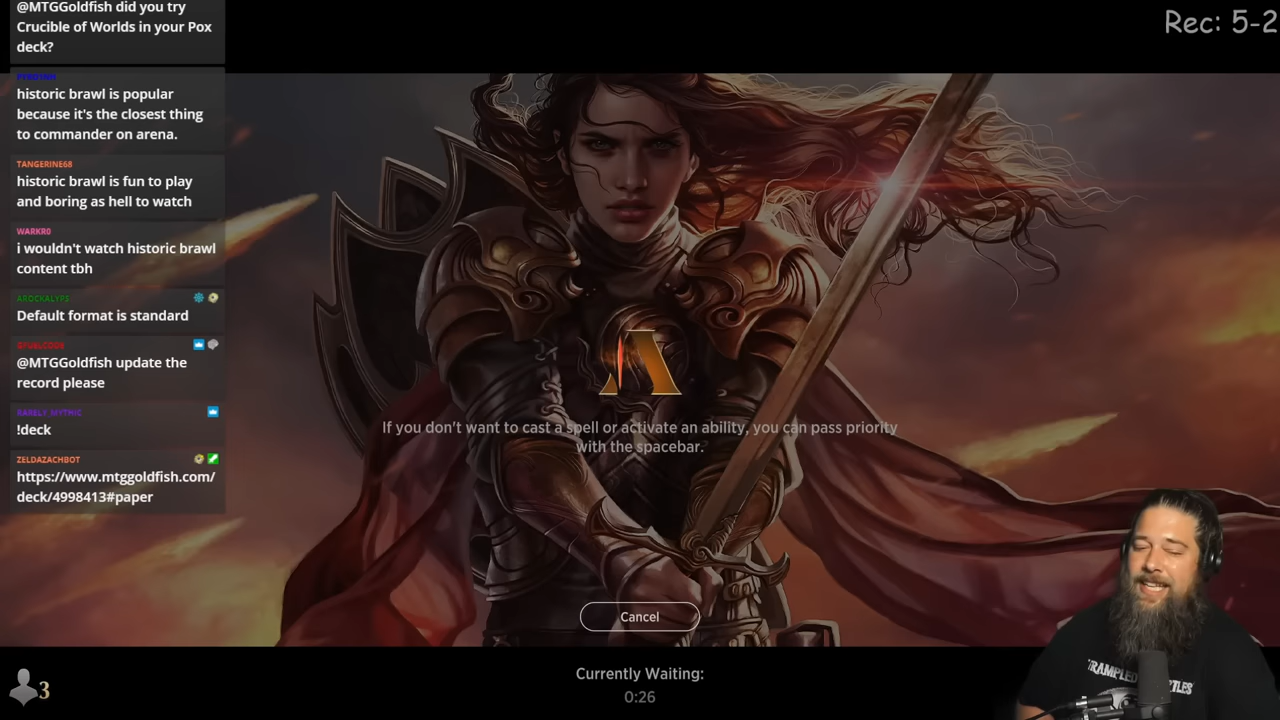 @MTGGoldfish did you try
Crucible of Worlds in your Pox
deck?
historic brawl is popular
because it's the closest thing
to commander on arena.
TANGERINE68
historic brawl is fun to play
and boring as hell to watch
WARKR0
i wouldn't watch historic brawl
content tbh
AROCKALYPS
Default format is standard
@MTGGoldfish update the
record please
RARELY_MYTHIC
!deck
ZELDAZACHBOT
https://www.mtggoldfish.com/
deck/4998413#paper
Rec: 5-2
If you don't want to cast a spell or activate an ability, you can pass priority
with the spacebar.
Cancel
Currently Waiting:
0:26
3